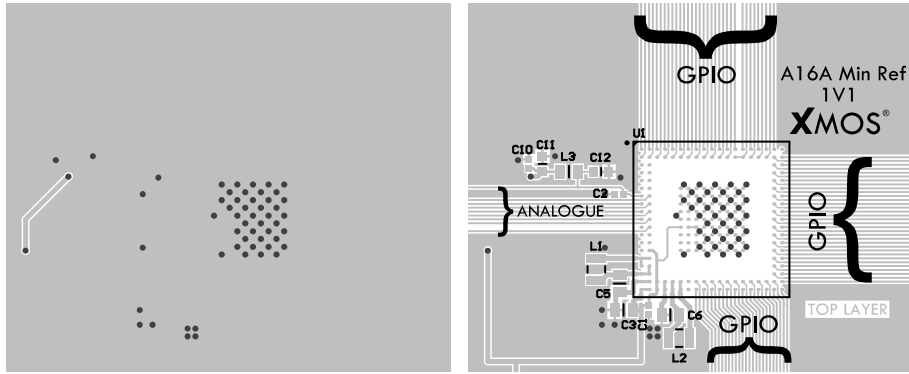 GPIO
A16A Min Ref
1V1
XMOS®
U1
C10 C11
L3 C12
C2
ANALOGUE
GPIO
L1
C5
C3 C1 C6
L2
GPIO
TOP LAYER